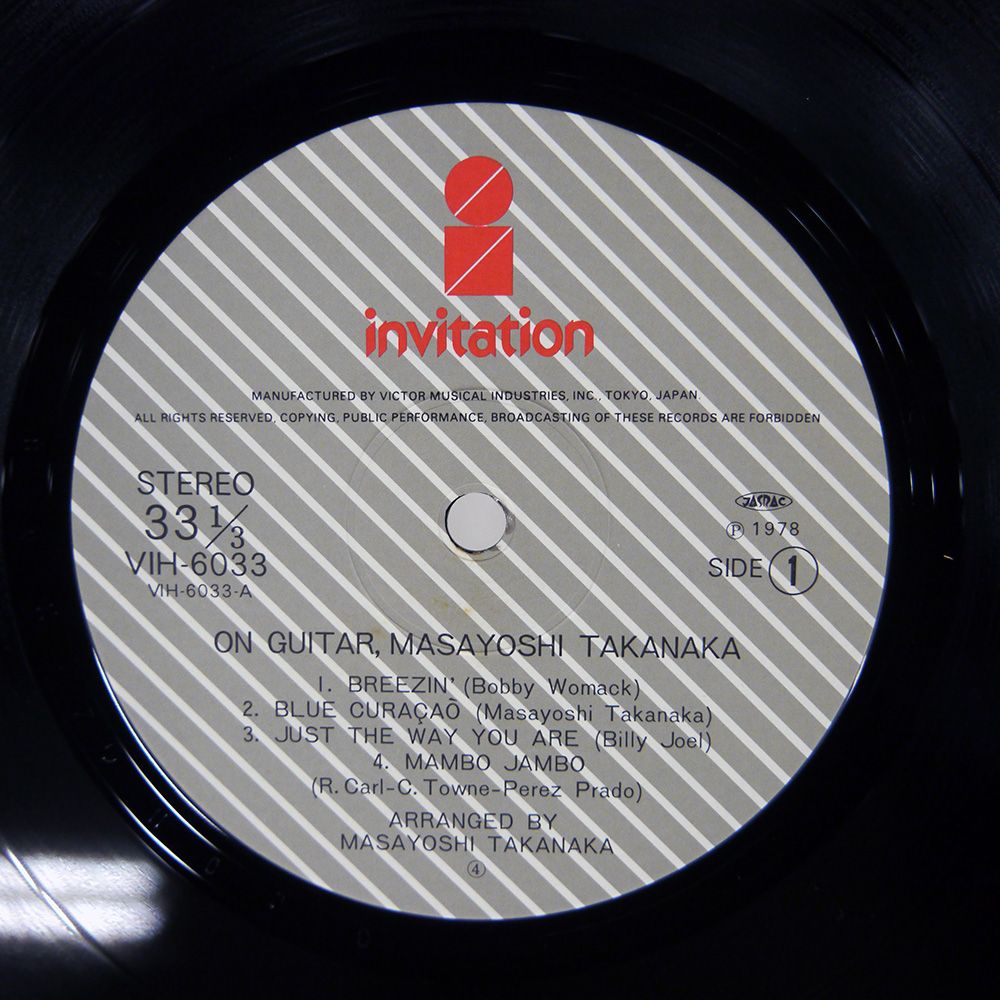 invitation
MANUFACTURED BY VICTOR MUSICAL INDUSTRIES, INC., TOKYO, JAPAN.
ALL RIGHTS RESERVED, COPYING, PUBLIC PERFORMANCE, BROADCASTING OF THESE RECORDS ARE FORBIDDEN
STEREO
33 1/3
VIH-6033
VIH-6033-A
JASRAC
Ⓟ 1978
SIDE 1
ON GUITAR, MASAYOSHI TAKANAKA
1. BREEZIN' (Bobby Womack)
2. BLUE CURAÇAÕ (Masayoshi Takanaka)
3. JUST THE WAY YOU ARE (Billy Joel)
4. MAMBO JAMBO
(R. Carl-C. Towne-Perez Prado)
ARRANGED BY
MASAYOSHI TAKANAKA
④